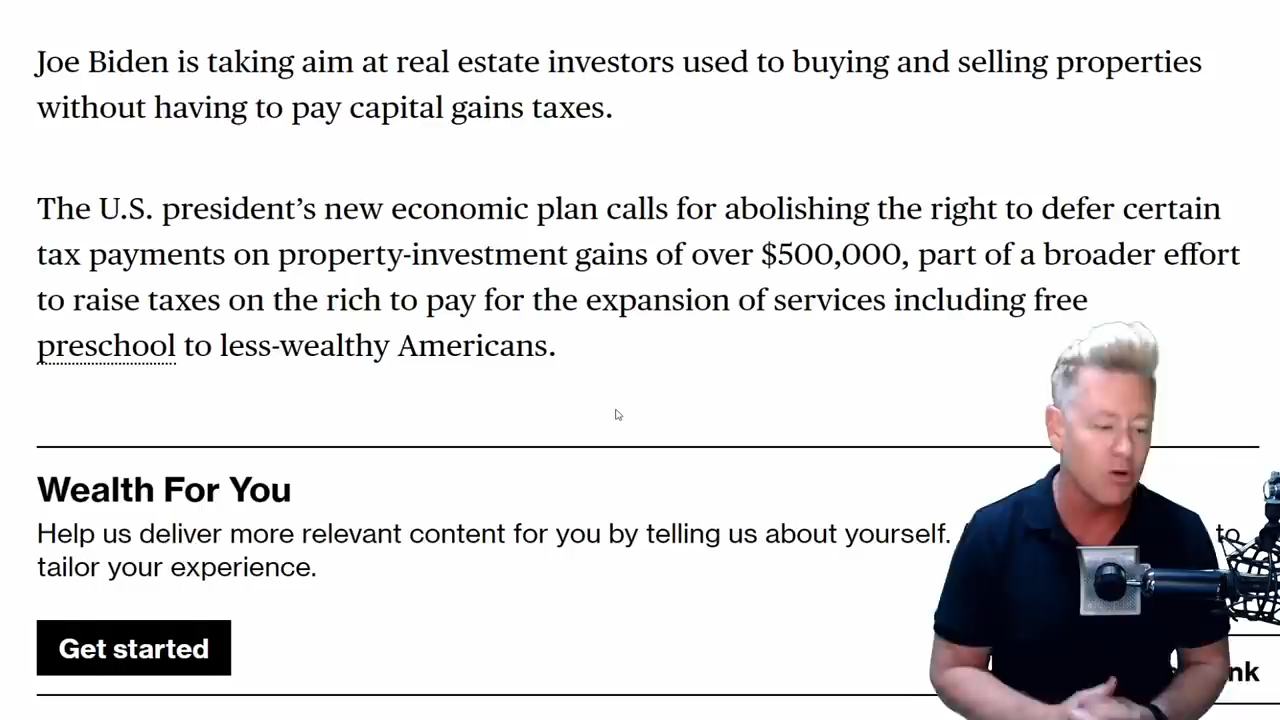 Joe Biden is taking aim at real estate investors used to buying and selling properties
without having to pay capital gains taxes.
The U.S. president’s new economic plan calls for abolishing the right to defer certain
tax payments on property-investment gains of over $500,000, part of a broader effort
to raise taxes on the rich to pay for the expansion of services including free
preschool to less-wealthy Americans.
Wealth For You
Help us deliver more relevant content for you by telling us about yourself. to
tailor your experience.
Get started